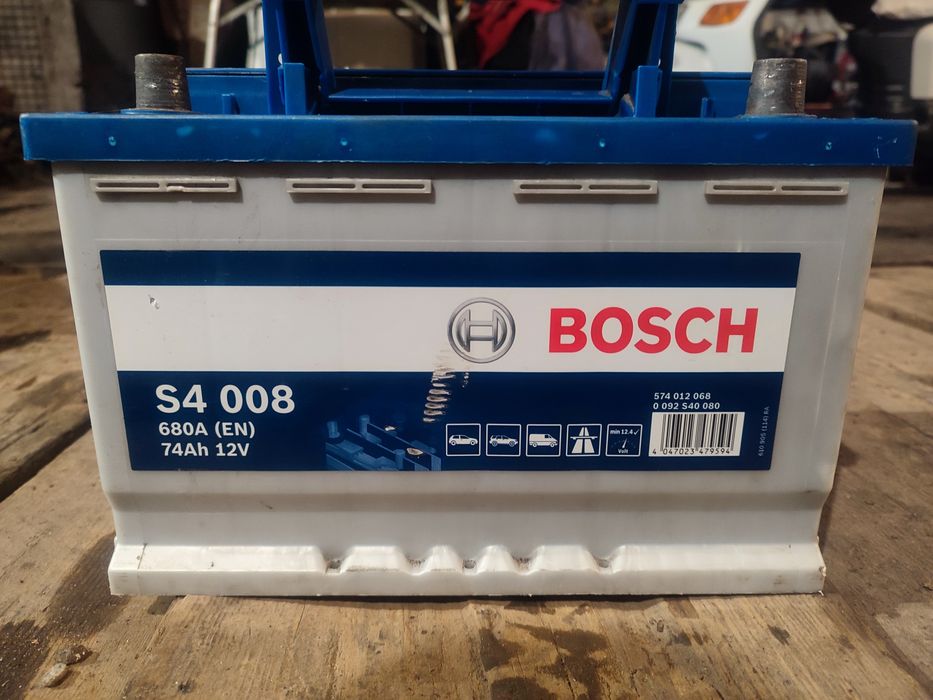 BOSCH
S4 008
680A (EN)
74Ah 12V
min 12.4 ✓
Volt
574 012 068
0 092 S40 080
4 047023 479594